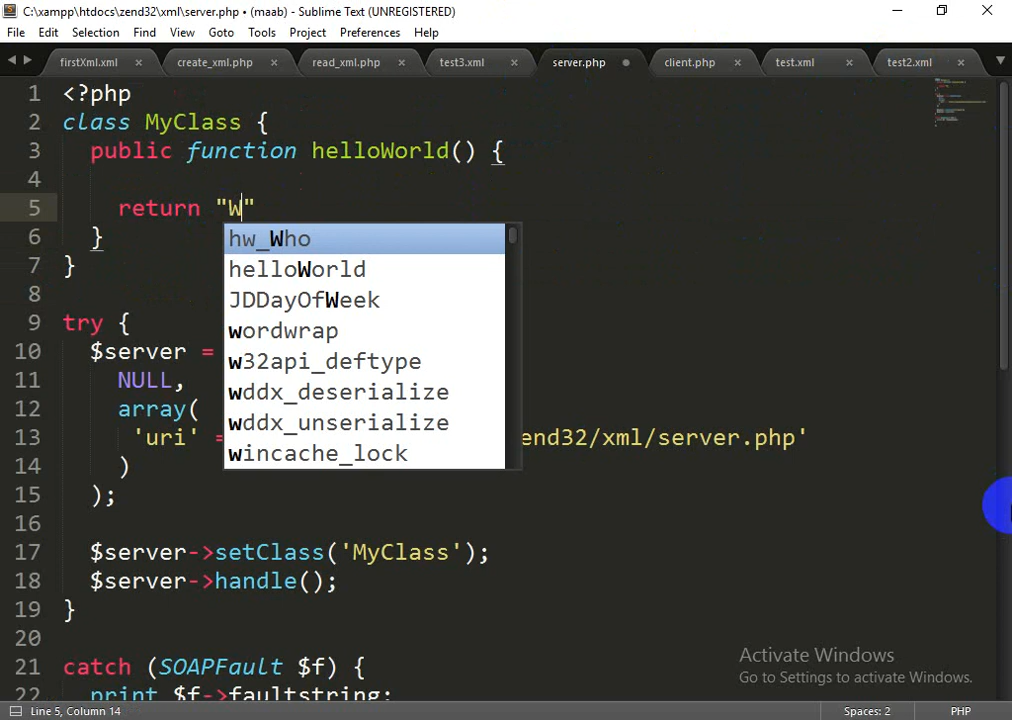 C:\xampp\htdocs\zend32\xml\server.php • (maab) - Sublime Text (UNREGISTERED)
File Edit Selection Find View Goto Tools Project Preferences Help
firstXml.xml × create_xml.php × read_xml.php × test3.xml × server.php client.php × test.xml × test2.xml ×
1 <?php
2 class MyClass {
3 public function helloWorld() {
4
5 return "W"
6 }
7 }
8
9 try {
10 $server =
11 NULL,
12 array(
13 'uri' = end32/xml/server.php'
14 )
15 );
16
17 $server->setClass('MyClass');
18 $server->handle();
19 }
20
21 catch (SOAPFault $f) {
22 print $f->faultstring;
hw_Who
helloWorld
JDDayOfWeek
wordwrap
w32api_deftype
wddx_deserialize
wddx_unserialize
wincache_lock
Activate Windows
Go to Settings to activate Windows.
Line 5, Column 14 Spaces: 2 PHP